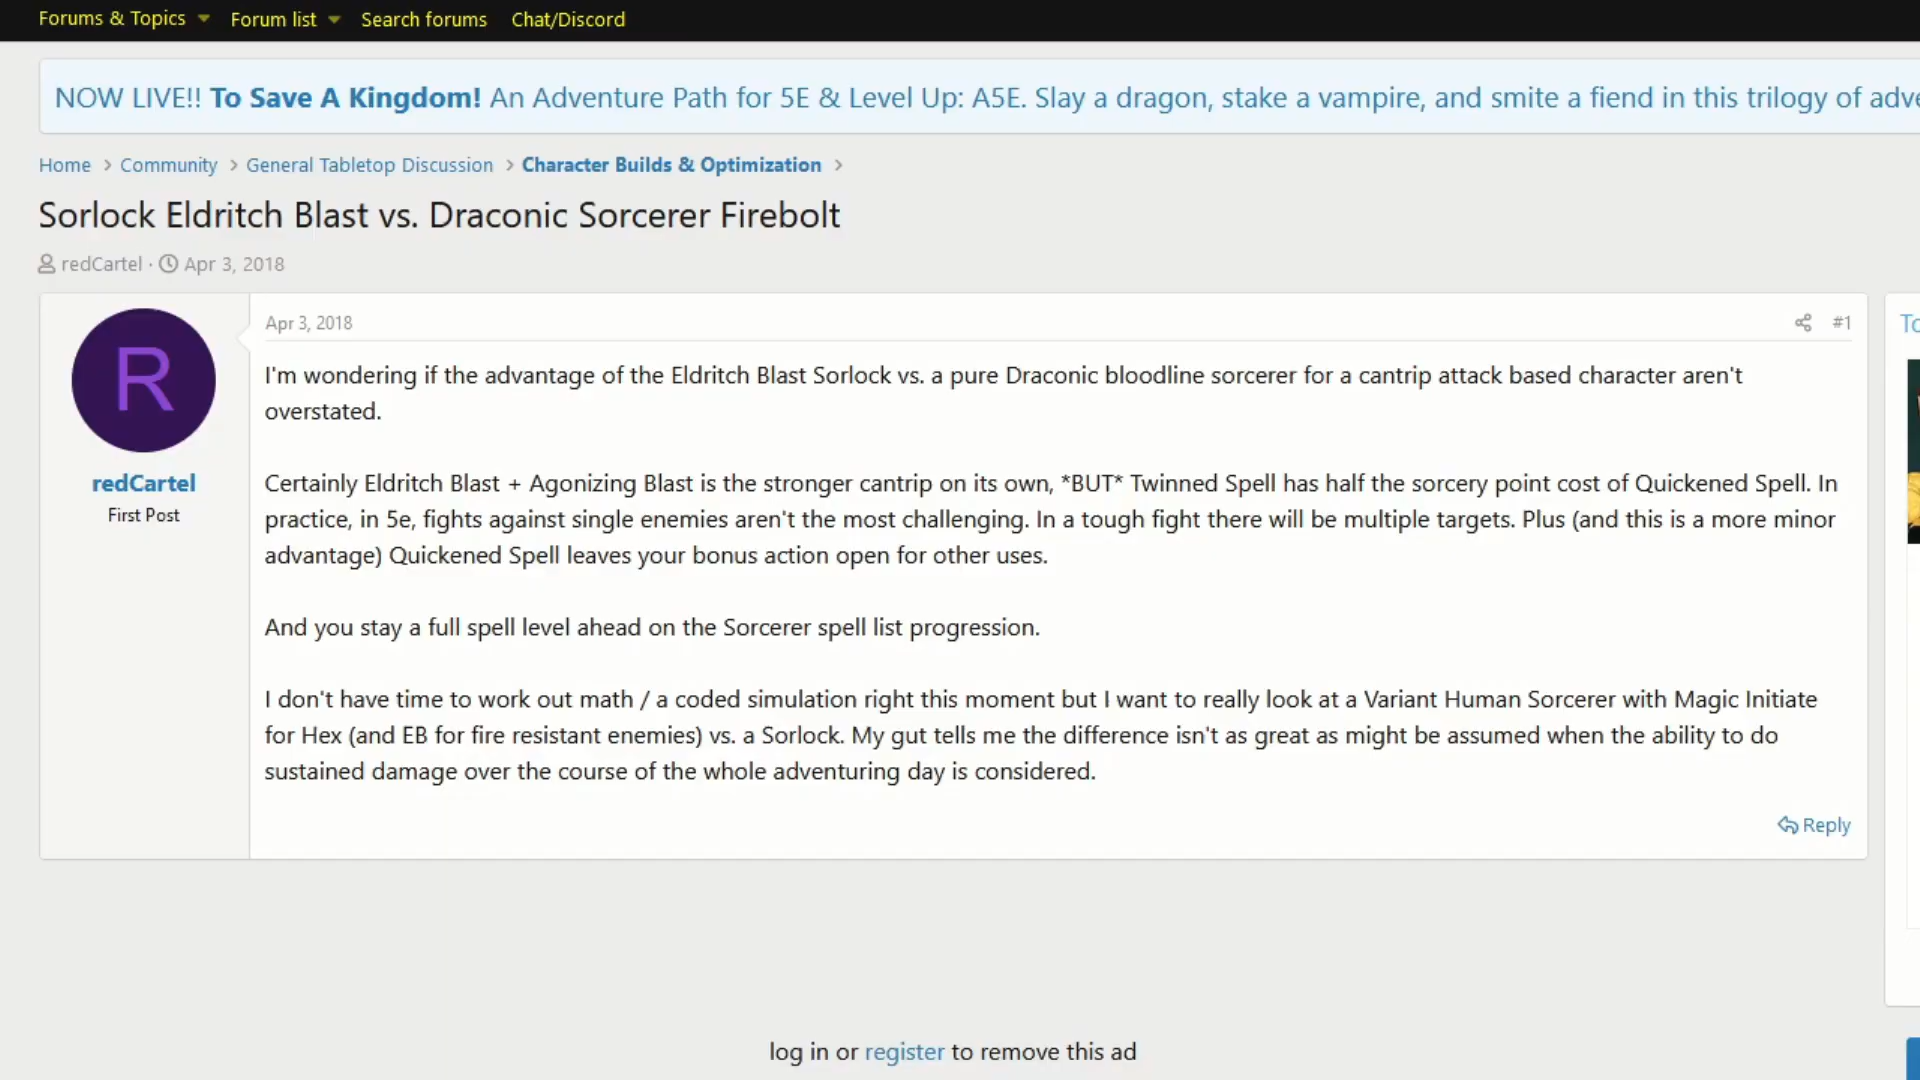 Forums & Topics Forum list Search forums Chat/Discord
NOW LIVE!! To Save A Kingdom! An Adventure Path for 5E & Level Up: A5E. Slay a dragon, stake a vampire, and smite a fiend in this trilogy of adve
Home > Community > General Tabletop Discussion > Character Builds & Optimization >
Sorlock Eldritch Blast vs. Draconic Sorcerer Firebolt
redCartel · Apr 3, 2018
R
redCartel
First Post
Apr 3, 2018 #1
I'm wondering if the advantage of the Eldritch Blast Sorlock vs. a pure Draconic bloodline sorcerer for a cantrip attack based character aren't
overstated.
Certainly Eldritch Blast + Agonizing Blast is the stronger cantrip on its own, *BUT* Twinned Spell has half the sorcery point cost of Quickened Spell. In
practice, in 5e, fights against single enemies aren't the most challenging. In a tough fight there will be multiple targets. Plus (and this is a more minor
advantage) Quickened Spell leaves your bonus action open for other uses.
And you stay a full spell level ahead on the Sorcerer spell list progression.
I don't have time to work out math / a coded simulation right this moment but I want to really look at a Variant Human Sorcerer with Magic Initiate
for Hex (and EB for fire resistant enemies) vs. a Sorlock. My gut tells me the difference isn't as great as might be assumed when the ability to do
sustained damage over the course of the whole adventuring day is considered.
Reply
To
log in or register to remove this ad